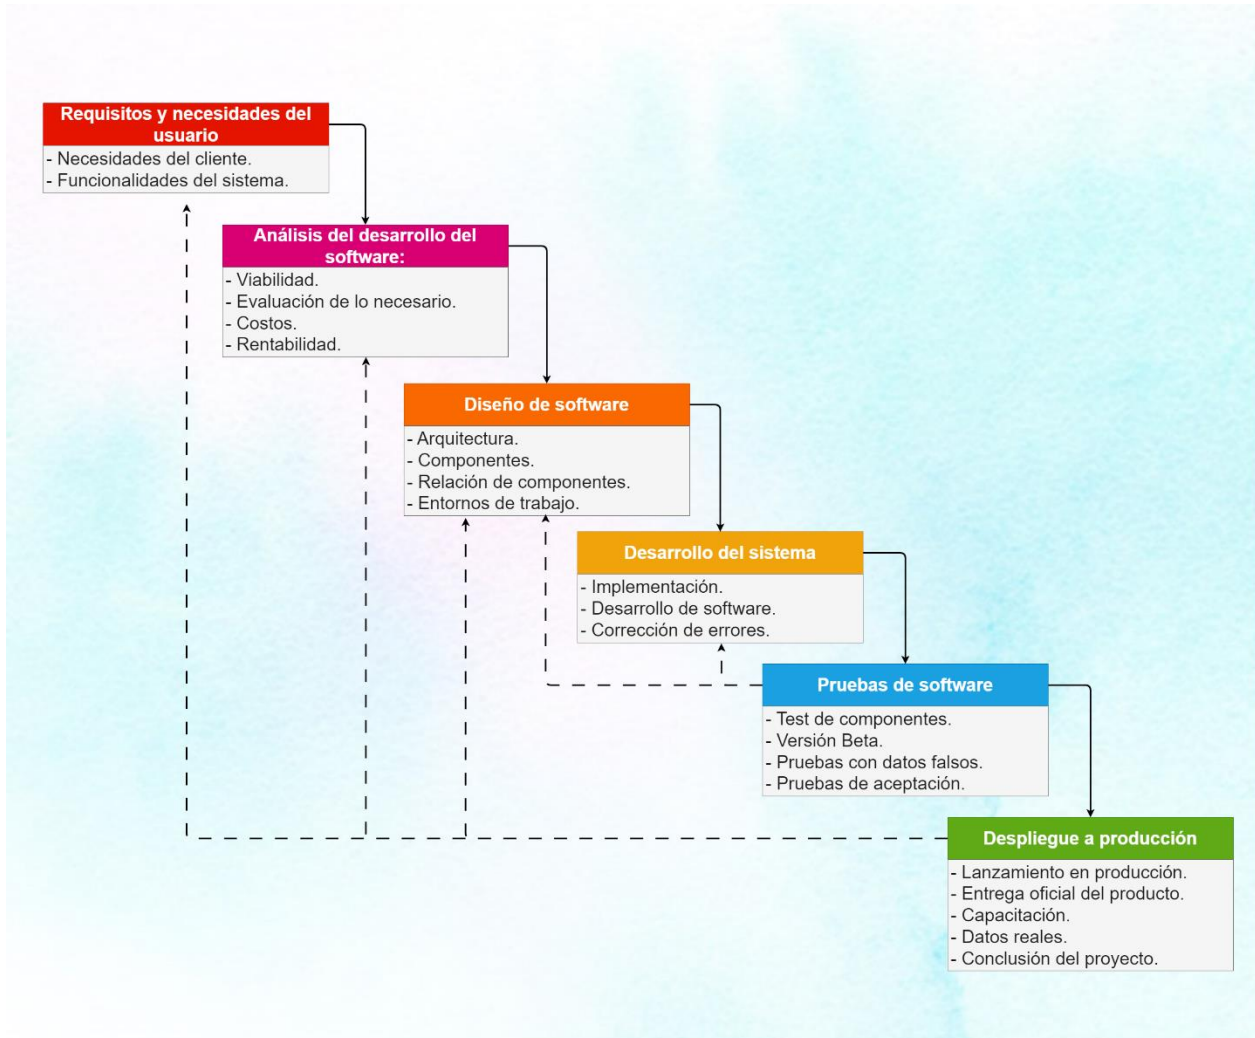 Requisitos y necesidades del
usuario
- Necesidades del cliente.
- Funcionalidades del sistema.
Análisis del desarrollo del
software:
- Viabilidad.
- Evaluación de lo necesario.
- Costos.
- Rentabilidad.
Diseño de software
- Arquitectura.
- Componentes.
- Relación de componentes.
- Entornos de trabajo.
Desarrollo del sistema
- Implementación.
- Desarrollo de software.
- Corrección de errores.
Pruebas de software
- Test de componentes.
- Versión Beta.
- Pruebas con datos falsos.
- Pruebas de aceptación.
Despliegue a producción
- Lanzamiento en producción.
- Entrega oficial del producto.
- Capacitación.
- Datos reales.
- Conclusión del proyecto.